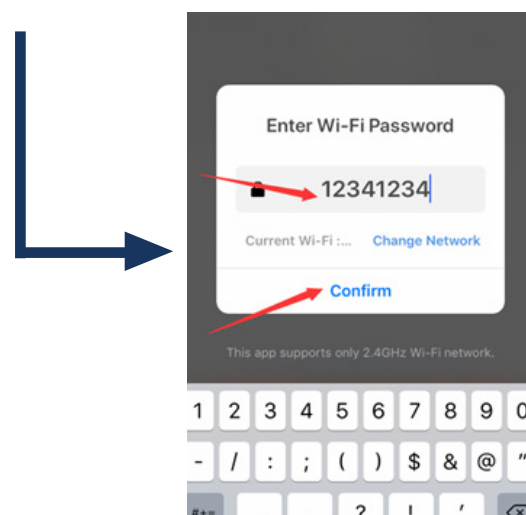 Enter Wi-Fi Password
12341234
Current Wi-Fi :... Change Network
Confirm
This app supports only 2.4GHz Wi-Fi network.
1 2 3 4 5 6 7 8 9 0
- / : ; ( ) $ & @ "
#+= ? ! ’